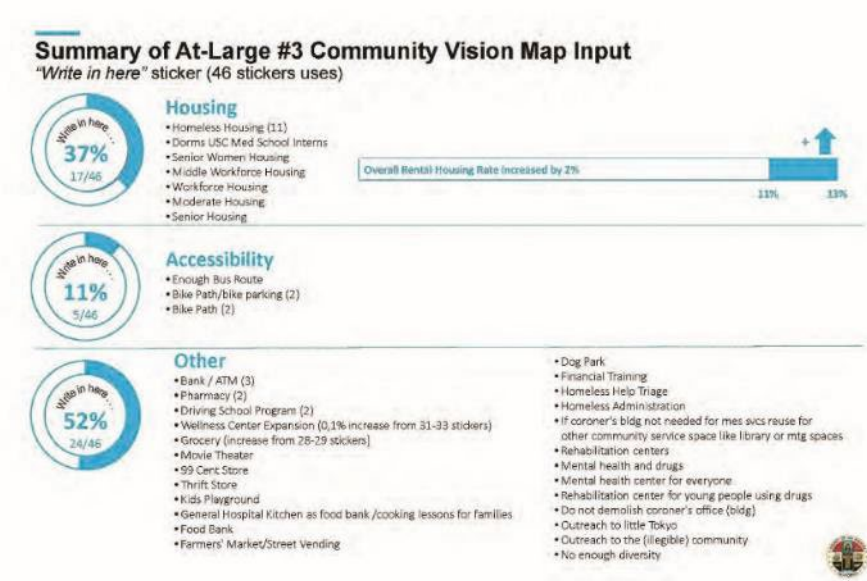 Summary of At-Large #3 Community Vision Map Input
"Write in here" sticker (46 stickers uses)
Write in here...
37%
17/46
Housing
• Homeless Housing (11)
• Dorms USC Med School Interns
• Senior Women Housing
• Middle Workforce Housing
• Workforce Housing
• Moderate Housing
• Senior Housing
Overall Rental Housing Rate increased by 2%
+
11%
13%
Write in here...
11%
5/46
Accessibility
• Enough Bus Route
• Bike Path/bike parking (2)
• Bike Path (2)
Write in here...
52%
24/46
Other
• Bank / ATM (3)
• Pharmacy (2)
• Driving School Program (2)
• Wellness Center Expansion (0,1% increase from 31-33 stickers)
• Grocery (increase from 28-29 stickers)
• Movie Theater
• 99 Cent Store
• Thrift Store
• Kids Playground
• General Hospital Kitchen as food bank /cooking lessons for families
• Food Bank
• Farmers' Market/Street Vending
• Dog Park
• Financial Training
• Homeless Help Triage
• Homeless Administration
• If coroner's bldg not needed for mes svcs reuse for
other community service space like library or mtg spaces
• Rehabilitation centers
• Mental health and drugs
• Mental health center for everyone
• Rehabilitation center for young people using drugs
• Do not demolish coroner's office (bldg)
• Outreach to little Tokyo
• Outreach to the (illegible) community
• No enough diversity